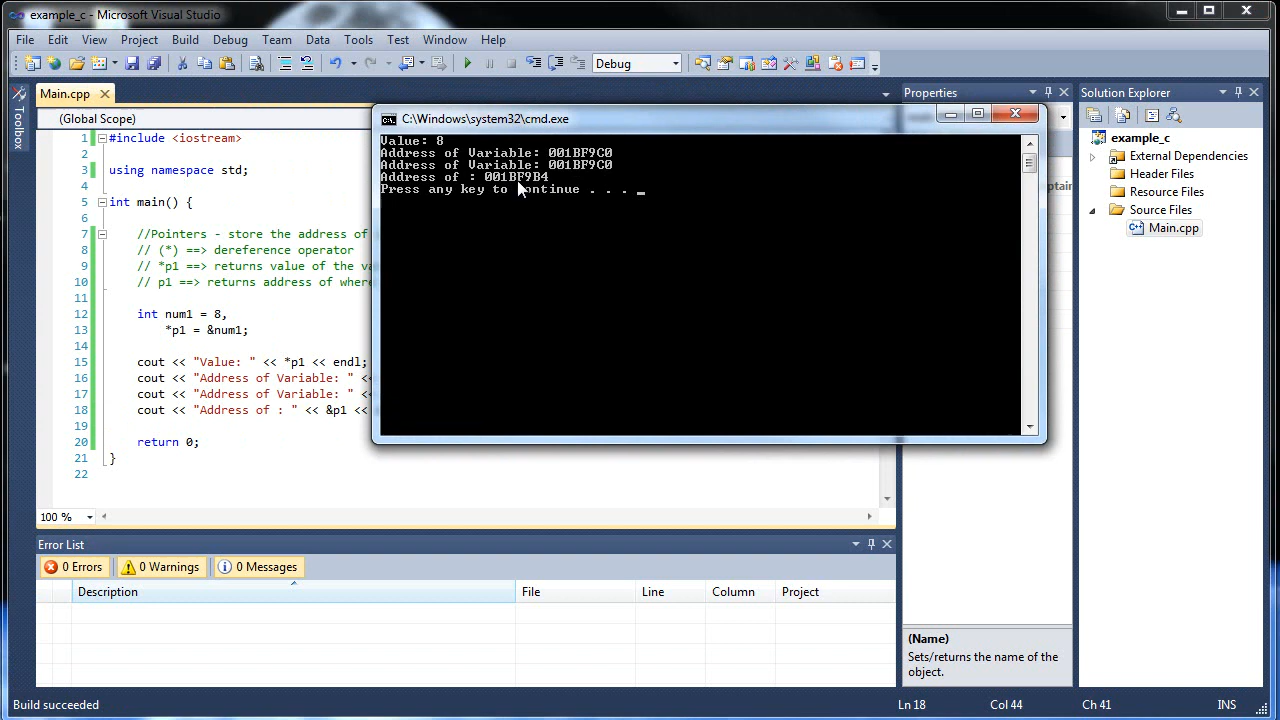 example_c - Microsoft Visual Studio
File Edit View Project Build Debug Team Data Tools Test Window Help
Debug
Main.cpp
Properties
Solution Explorer
(Global Scope)
C:\Windows\system32\cmd.exe
Value: 8
Address of Variable: 001BF9C0
Address of Variable: 001BF9C0
Address of : 001BF9B4
Press any key to continue . . . _
Toolbox
1 #include <iostream>
2
3 using namespace std;
4
5 int main() {
6
7 //Pointers - store the address of
8 // (*) ==> dereference operator
9 // *p1 ==> returns value of the va
10 // p1 ==> returns address of where
11
12 int num1 = 8,
13 *p1 = &num1;
14
15 cout << "Value: " << *p1 << endl;
16 cout << "Address of Variable: " <<
17 cout << "Address of Variable: " <<
18 cout << "Address of : " << &p1 <<
19
20 return 0;
21 }
22
100 %
example_c
External Dependencies
Header Files
Resource Files
Source Files
Main.cpp
Error List
0 Errors 0 Warnings 0 Messages
Description File Line Column Project
(Name)
Sets/returns the name of the
object.
Build succeeded Ln 18 Col 44 Ch 41 INS